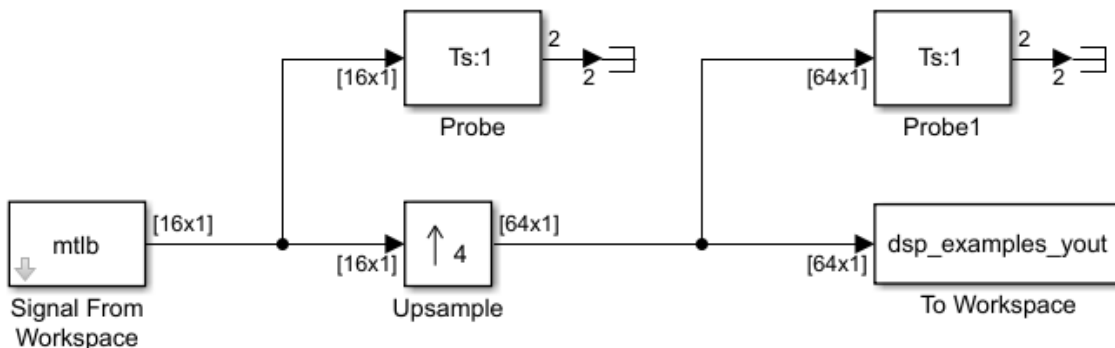 Ts:1
2
2
[16x1]
Probe
Ts:1
2
2
[64x1]
Probe1
mtlb
[16x1]
Signal From
Workspace
[16x1]
4
[64x1]
Upsample
[64x1]
dsp_examples_yout
To Workspace